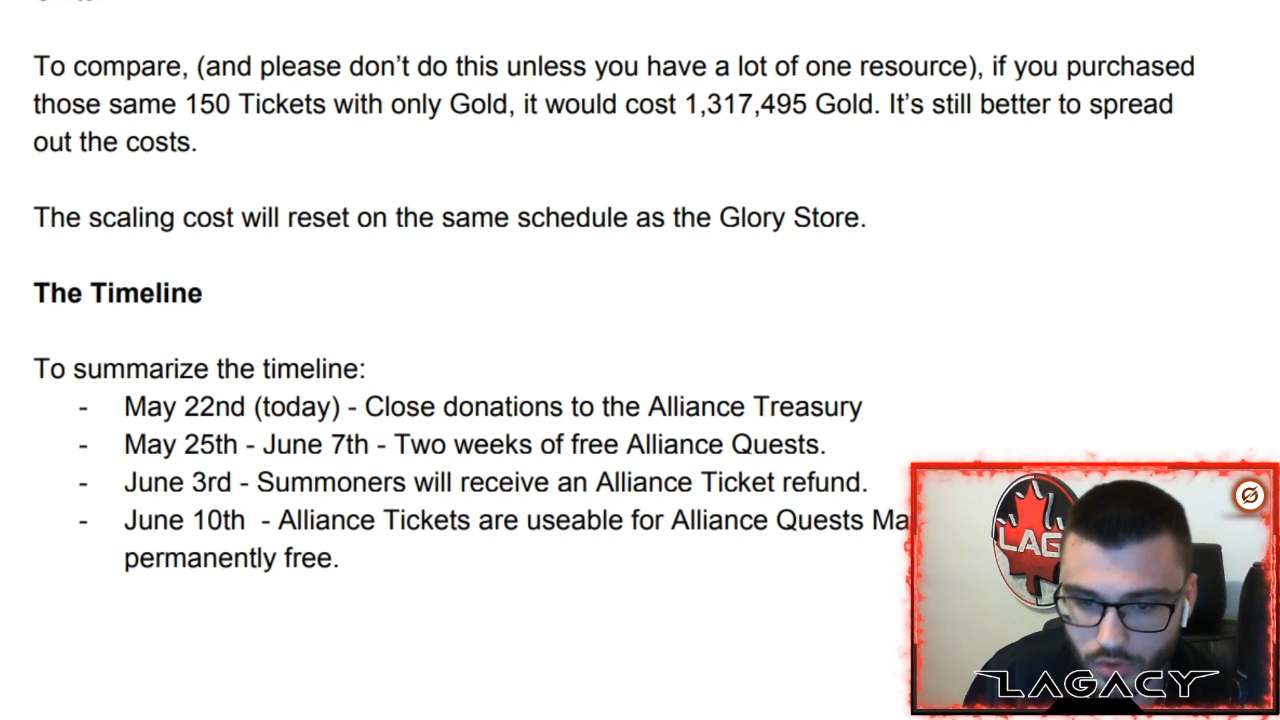 To compare, (and please don’t do this unless you have a lot of one resource), if you purchased
those same 150 Tickets with only Gold, it would cost 1,317,495 Gold. It’s still better to spread
out the costs.
The scaling cost will reset on the same schedule as the Glory Store.
The Timeline
To summarize the timeline:
- May 22nd (today) - Close donations to the Alliance Treasury
- May 25th - June 7th - Two weeks of free Alliance Quests.
- June 3rd - Summoners will receive an Alliance Ticket refund.
- June 10th  - Alliance Tickets are useable for Alliance Quests Ma
permanently free.
LAG
LAGACY